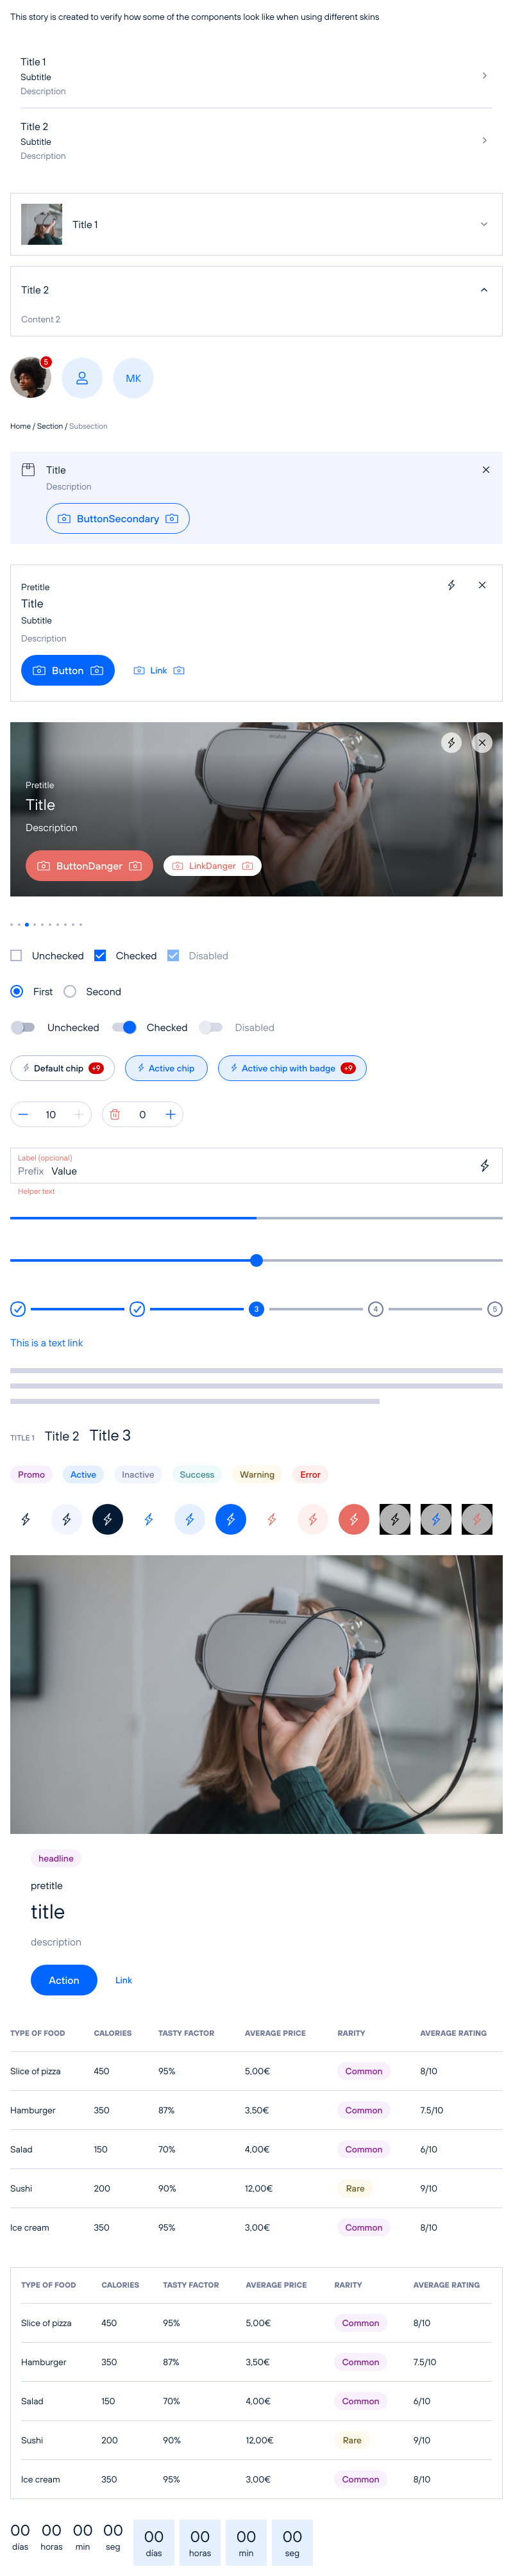 This story is created to verify how some of the components look like when using different skins
Title 1
Subtitle
Description
Title 2
Subtitle
Description
Title 1
Title 2
Content 2
5
MK
Home / Section / Subsection
Title
Description
ButtonSecondary
Pretitle
Title
Subtitle
Description
Button Link
oculus
Pretitle
Title
Description
ButtonDanger LinkDanger
Unchecked Checked Disabled
First Second
Unchecked Checked Disabled
Default chip +9 Active chip Active chip with badge +9
10 0
Label (optional)
Prefix Value
Helper text
3 4 5
This is a text link
TITLE 1 Title 2 Title 3
Promo Active Inactive Success Warning Error
oculus
headline
pretitle
title
description
Action Link
TYPE OF FOOD CALORIES TASTY FACTOR AVERAGE PRICE RARITY AVERAGE RATING
Slice of pizza 450 95% 5,00€ Common 8/10
Hamburger 350 87% 3,50€ Common 7.5/10
Salad 150 70% 4,00€ Common 6/10
Sushi 200 90% 12,00€ Rare 9/10
Ice cream 350 95% 3,00€ Common 8/10
TYPE OF FOOD CALORIES TASTY FACTOR AVERAGE PRICE RARITY AVERAGE RATING
Slice of pizza 450 95% 5,00€ Common 8/10
Hamburger 350 87% 3,50€ Common 7.5/10
Salad 150 70% 4,00€ Common 6/10
Sushi 200 90% 12,00€ Rare 9/10
Ice cream 350 95% 3,00€ Common 8/10
00 00 00 00 00 00 00 00
días horas min seg días horas min seg